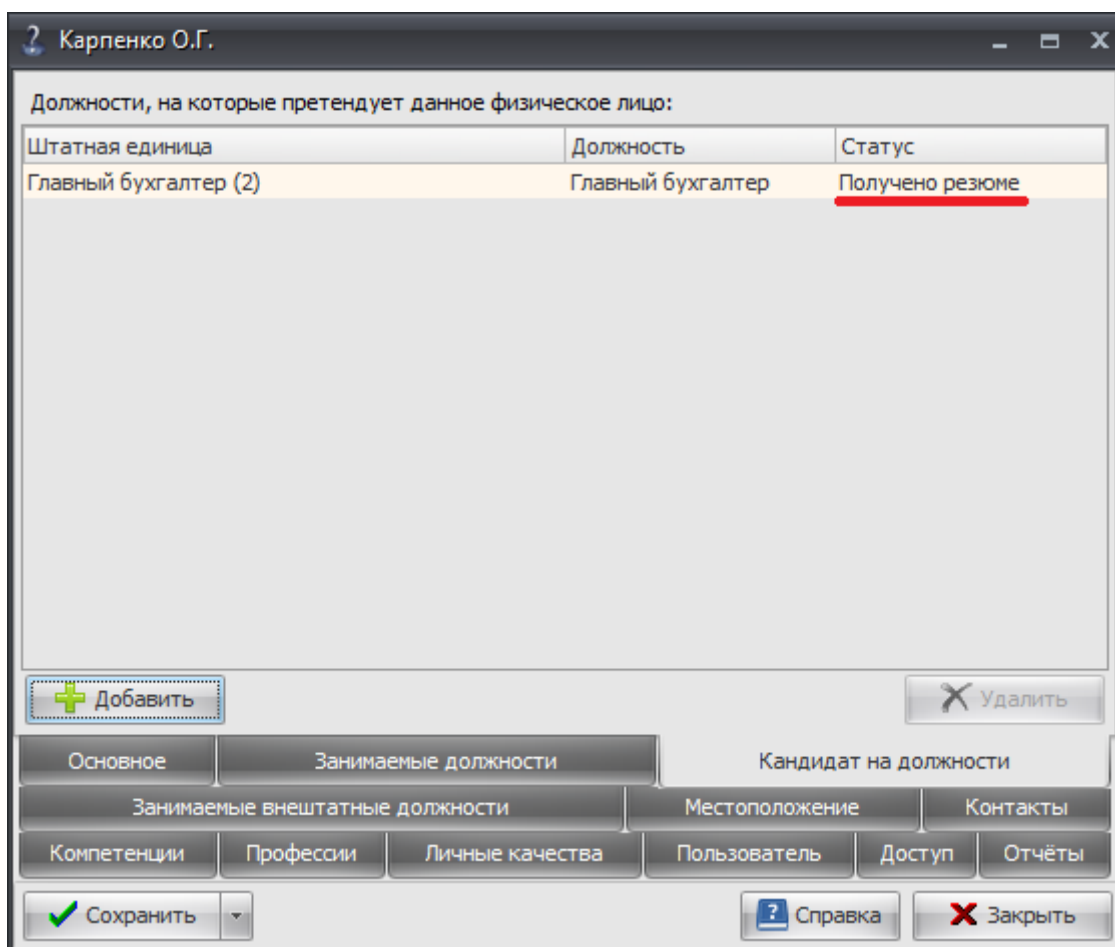 Карпенко О.Г.
Должности, на которые претендует данное физическое лицо:
Штатная единица Должность Статус
Главный бухгалтер (2) Главный бухгалтер Получено резюме
Добавить Удалить
Основное Занимаемые должности Кандидат на должности
Занимаемые внештатные должности Местоположение Контакты
Компетенции Профессии Личные качества Пользователь Доступ Отчёты
Сохранить Справка Закрыть